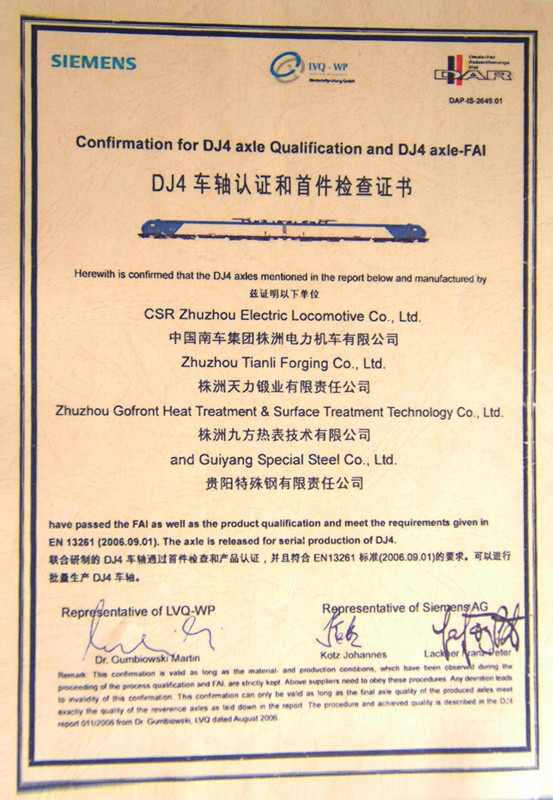 SIEMENS
LVQ - WP
Werkstoffprüfung GmbH
Deutscher
Akkreditierungs
Rat
DAR
DAP-IS-2649.01
Confirmation for DJ4 axle Qualification and DJ4 axle-FAI
DJ4 车轴认证和首件检查证书
Herewith is confirmed that the DJ4 axles mentioned in the report below and manufactured by
兹证明以下单位
CSR Zhuzhou Electric Locomotive Co., Ltd.
中国南车集团株洲电力机车有限公司
Zhuzhou Tianli Forging Co., Ltd.
株洲天力锻业有限责任公司
Zhuzhou Gofront Heat Treatment & Surface Treatment Technology Co., Ltd.
株洲九方热表技术有限公司
and Guiyang Special Steel Co., Ltd.
贵阳特殊钢有限责任公司
have passed the FAI as well as the product qualification and meet the requirements given in
EN 13261 (2006.09.01). The axle is released for serial production of DJ4.
联合研制的 DJ4 车轴通过首件检查和产品认证，并且符合 EN13261 标准(2006.09.01)的要求。可以进行
批量生产 DJ4 车轴。
Representative of LVQ-WP
Representative of Siemens AG
Dr. Gumbiowski Martin
Kotz Johannes
Lackner Franz-Peter
Remark: This confirmation is valid as long as the material- and production conditions, which have been observed during the
proceeding of the process qualification and FAI, are strictly kept. Above suppliers need to obey these procedures. Any deviation leads
to invalidity of this confirmation. This confirmation can only be valid as long as the final axle quality of the produced axles meet
exactly the quality of the reverence axles as laid down in the report. The procedure and achieved quality is described in the DJ4
report 011/2006 from Dr. Gumbiowski, LVQ dated August 2006